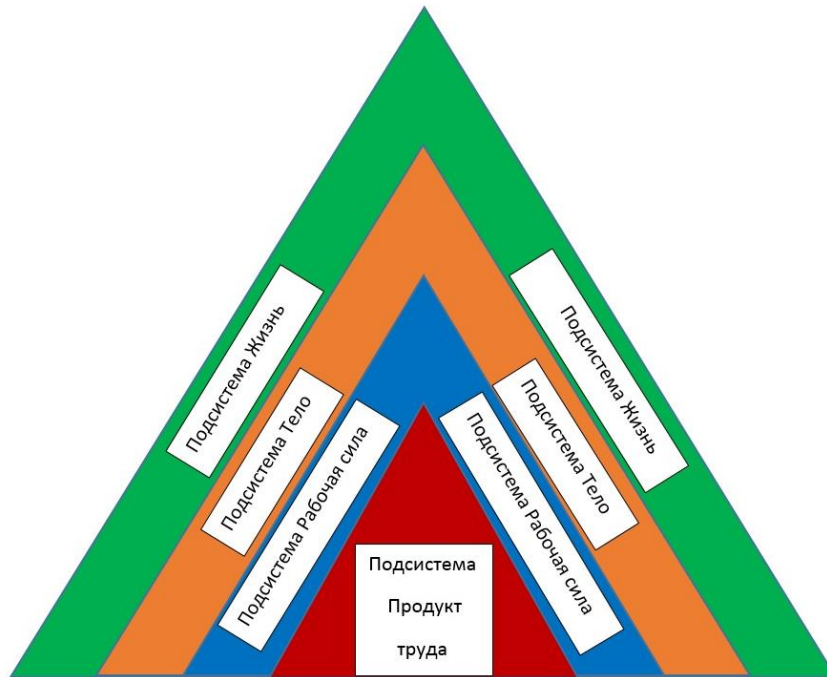 Подсистема Жизнь
Подсистема Жизнь
Подсистема Тело
Подсистема Тело
Подсистема Рабочая сила
Подсистема Рабочая сила
Подсистема
Продукт
труда